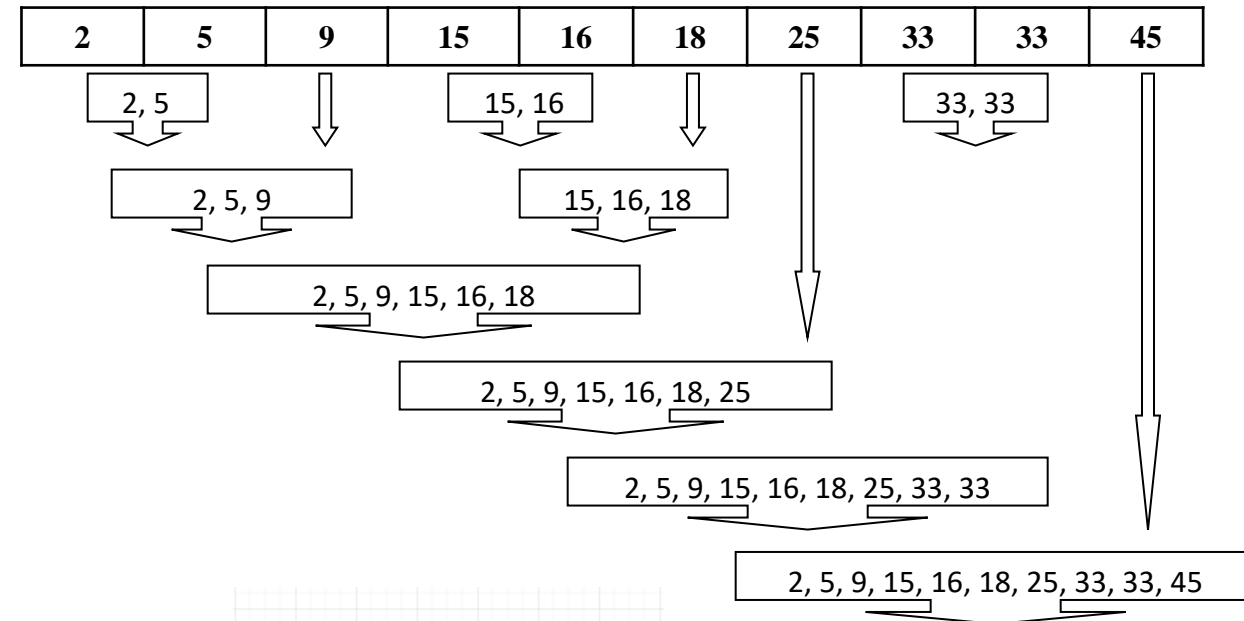 2 5 9 15 16 18 25 33 33 45
2, 5 15, 16 33, 33
2, 5, 9 15, 16, 18
2, 5, 9, 15, 16, 18
2, 5, 9, 15, 16, 18, 25
2, 5, 9, 15, 16, 18, 25, 33, 33
2, 5, 9, 15, 16, 18, 25, 33, 33, 45